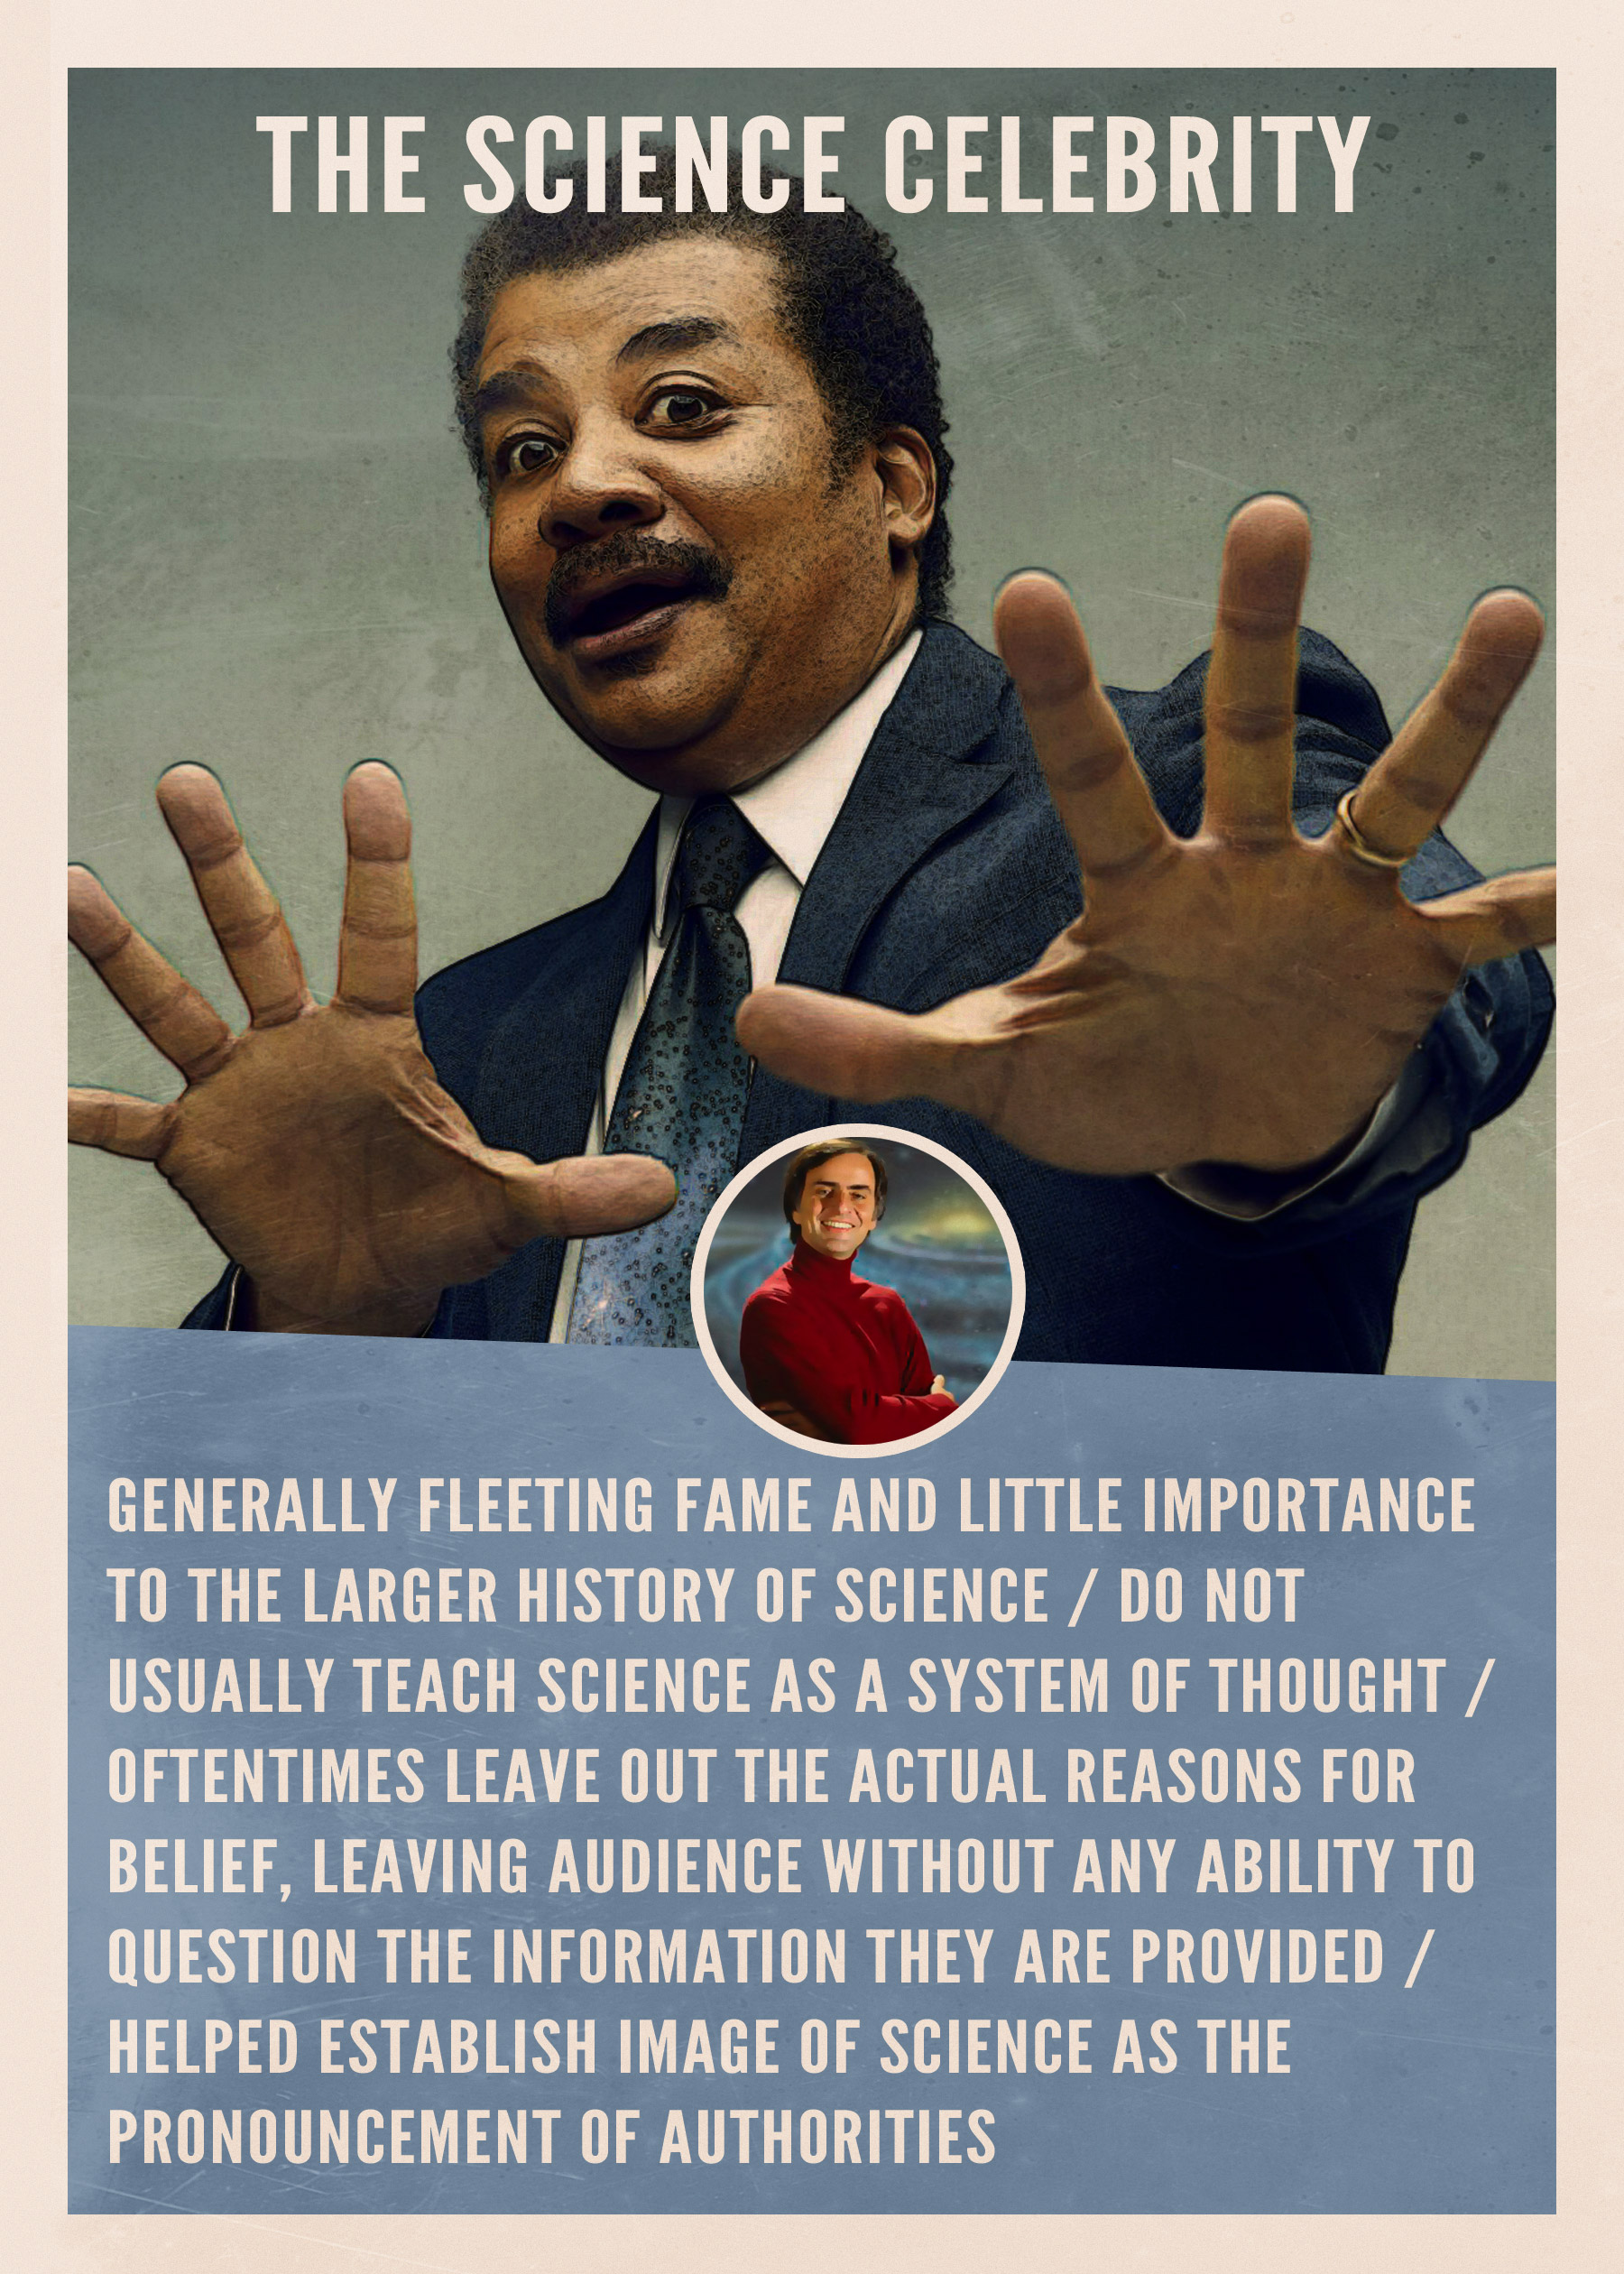 THE SCIENCE CELEBRITY
GENERALLY FLEETING FAME AND LITTLE IMPORTANCE
TO THE LARGER HISTORY OF SCIENCE / DO NOT
USUALLY TEACH SCIENCE AS A SYSTEM OF THOUGHT /
OFTENTIMES LEAVE OUT THE ACTUAL REASONS FOR
BELIEF, LEAVING AUDIENCE WITHOUT ANY ABILITY TO
QUESTION THE INFORMATION THEY ARE PROVIDED /
HELPED ESTABLISH IMAGE OF SCIENCE AS THE
PRONOUNCEMENT OF AUTHORITIES